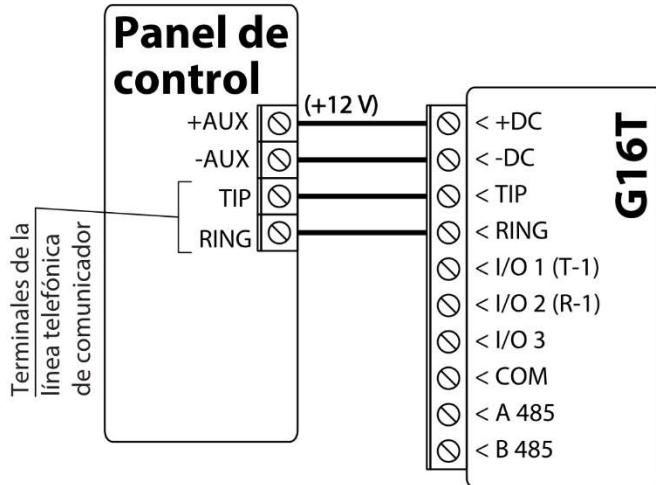 Panel de
control
+AUX
-AUX
TIP
RING
(+12 V)
Terminales de la
línea telefónica
de comunicador
G16T
< +DC
< -DC
< TIP
< RING
< I/O 1 (T-1)
< I/O 2 (R-1)
< I/O 3
< COM
< A 485
< B 485